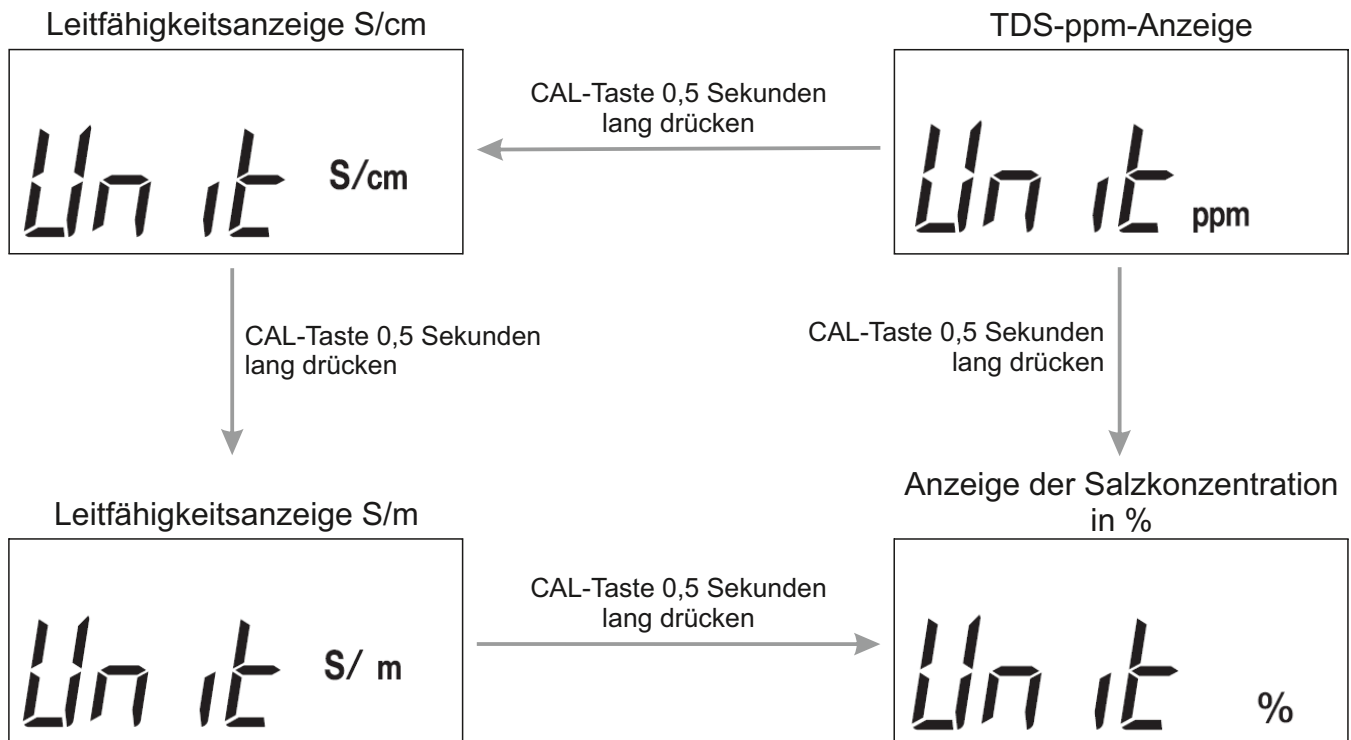 Leitfähigkeitsanzeige S/cm
TDS-ppm-Anzeige
CAL-Taste 0,5 Sekunden
lang drücken
Unit S/cm
Unit ppm
CAL-Taste 0,5 Sekunden
lang drücken
CAL-Taste 0,5 Sekunden
lang drücken
Leitfähigkeitsanzeige S/m
Anzeige der Salzkonzentration
in %
CAL-Taste 0,5 Sekunden
lang drücken
Unit S/ m
Unit %